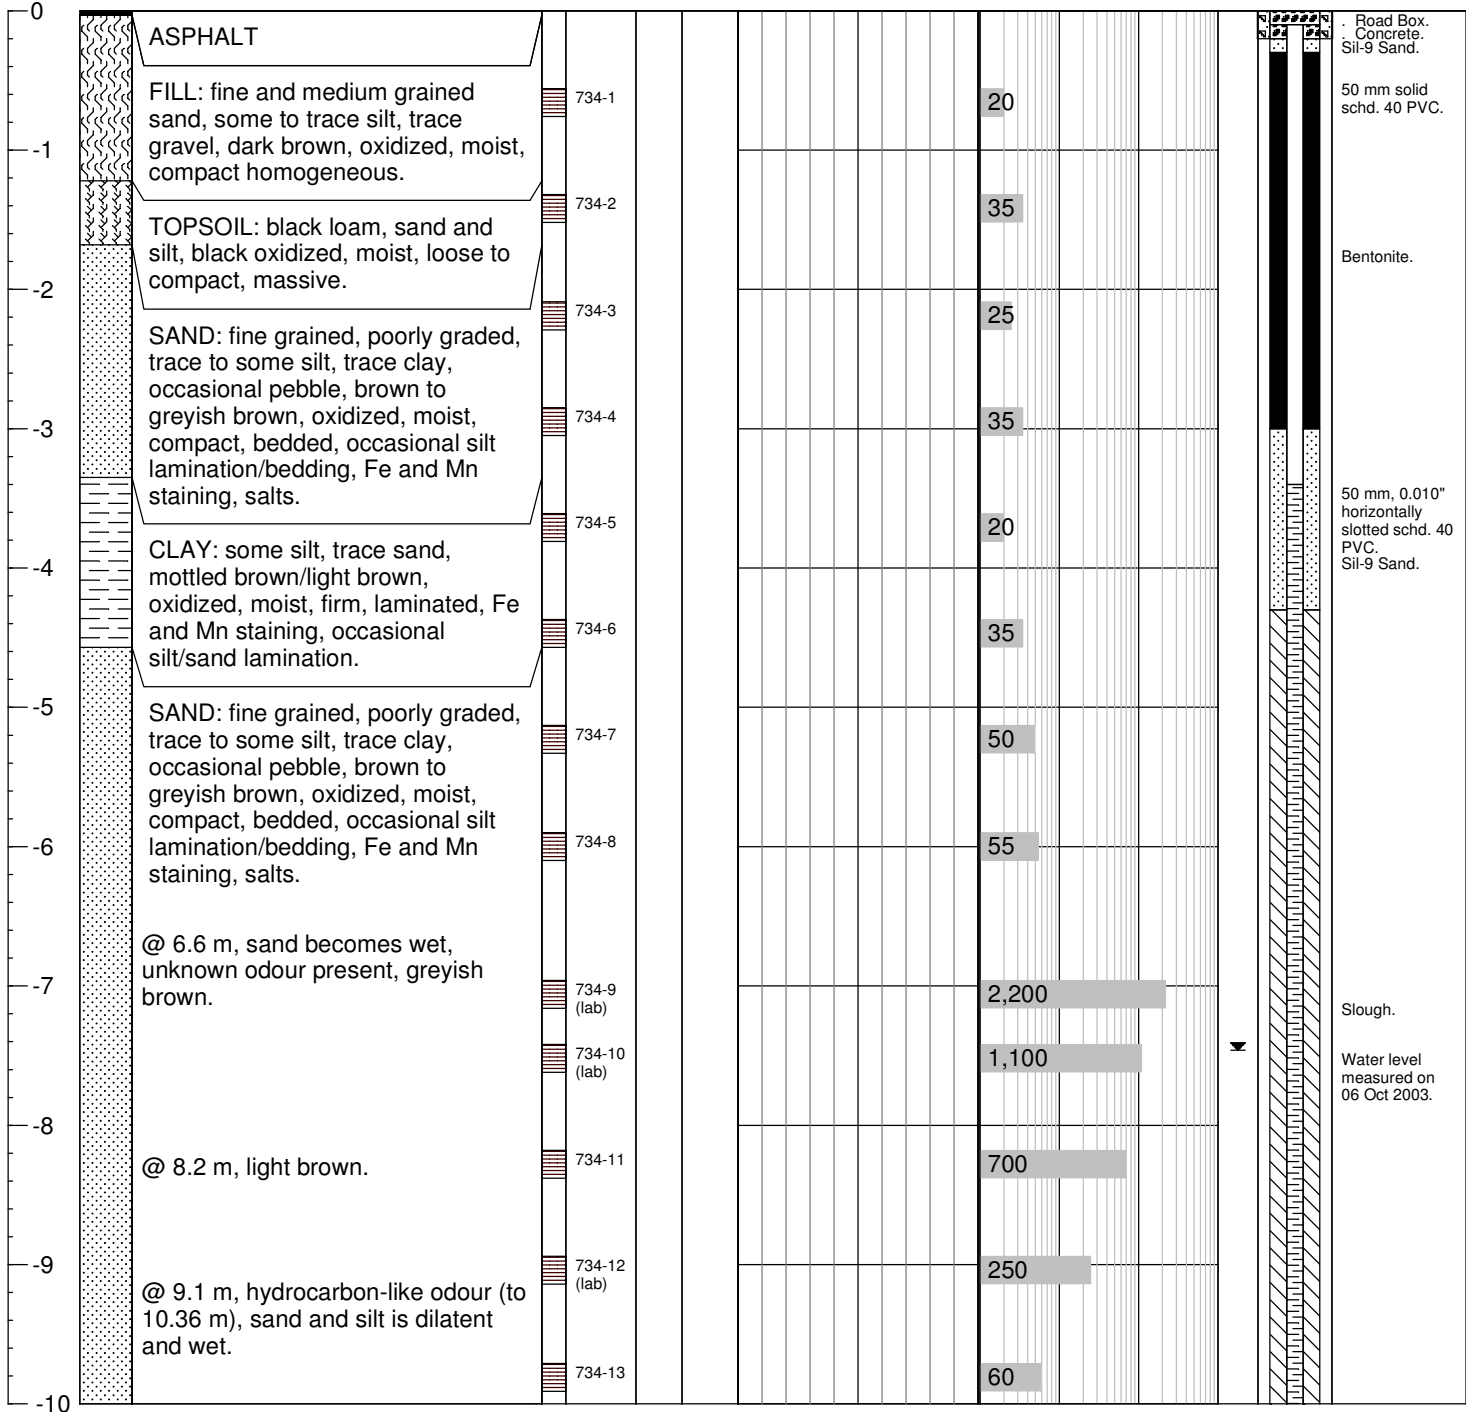 0
-1
-2
-3
-4
-5
-6
-7
-8
-9
-10
ASPHALT
FILL: fine and medium grained
sand, some to trace silt, trace
gravel, dark brown, oxidized, moist,
compact homogeneous.
TOPSOIL: black loam, sand and
silt, black oxidized, moist, loose to
compact, massive.
SAND: fine grained, poorly graded,
trace to some silt, trace clay,
occasional pebble, brown to
greyish brown, oxidized, moist,
compact, bedded, occasional silt
lamination/bedding, Fe and Mn
staining, salts.
CLAY: some silt, trace sand,
mottled brown/light brown,
oxidized, moist, firm, laminated, Fe
and Mn staining, occasional
silt/sand lamination.
SAND: fine grained, poorly graded,
trace to some silt, trace clay,
occasional pebble, brown to
greyish brown, oxidized, moist,
compact, bedded, occasional silt
lamination/bedding, Fe and Mn
staining, salts.
@ 6.6 m, sand becomes wet,
unknown odour present, greyish
brown.
@ 8.2 m, light brown.
@ 9.1 m, hydrocarbon-like odour (to
10.36 m), sand and silt is dilatent
and wet.
734-1
734-2
734-3
734-4
734-5
734-6
734-7
734-8
734-9
(lab)
734-10
(lab)
734-11
734-12
(lab)
734-13
20
35
25
35
20
35
50
55
2,200
1,100
700
250
60
. Road Box.
. Concrete.
Sil-9 Sand.
50 mm solid
schd. 40 PVC.
Bentonite.
50 mm, 0.010"
horizontally
slotted schd. 40
PVC.
Sil-9 Sand.
Slough.
Water level
measured on
06 Oct 2003.